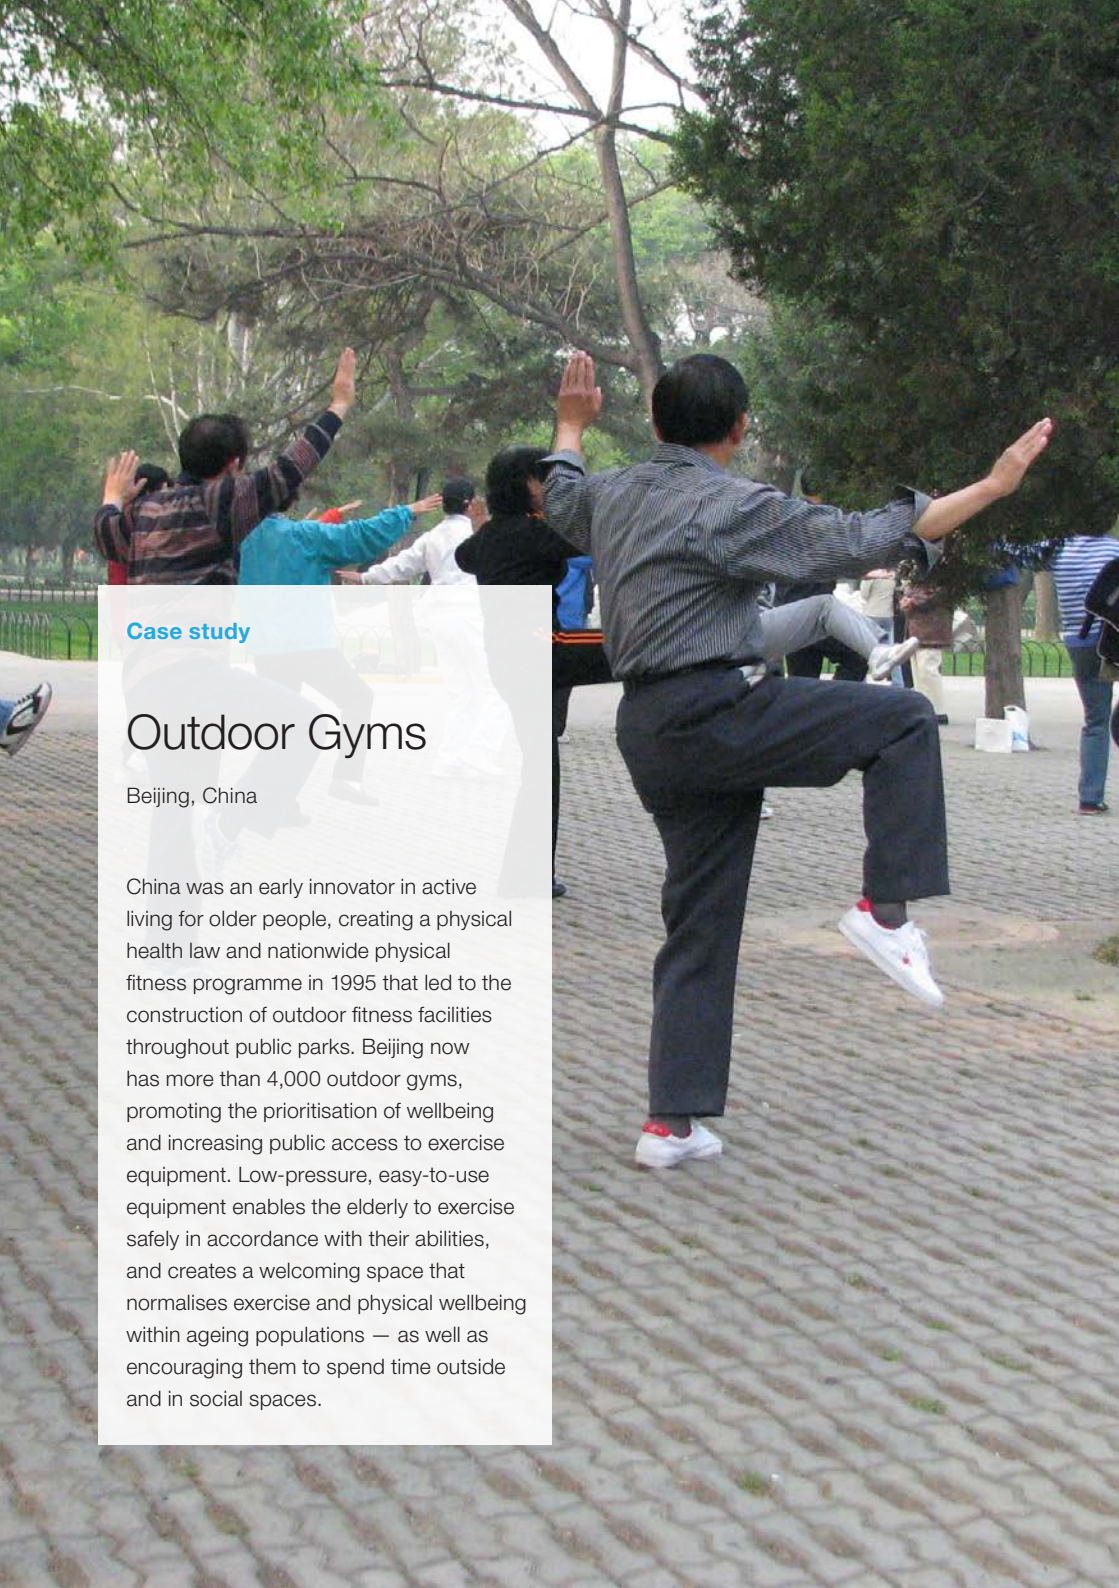 Case study
Outdoor Gyms
Beijing, China
China was an early innovator in active
living for older people, creating a physical
health law and nationwide physical
fitness programme in 1995 that led to the
construction of outdoor fitness facilities
throughout public parks. Beijing now
has more than 4,000 outdoor gyms,
promoting the prioritisation of wellbeing
and increasing public access to exercise
equipment. Low-pressure, easy-to-use
equipment enables the elderly to exercise
safely in accordance with their abilities,
and creates a welcoming space that
normalises exercise and physical wellbeing
within ageing populations — as well as
encouraging them to spend time outside
and in social spaces.